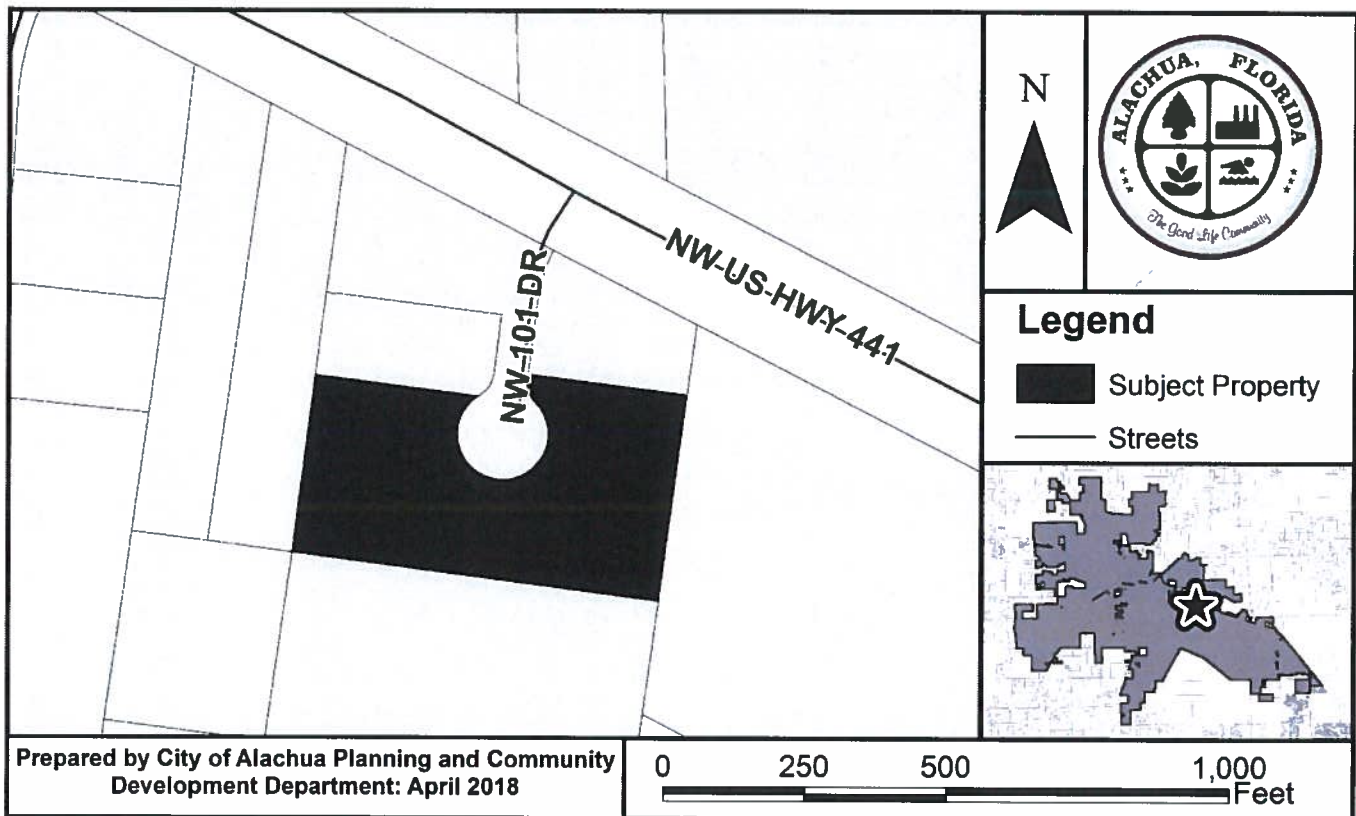 NW-US-HWY-441
NW-101-DR
N
ALACHUA, FLORIDA
The Good Life Community
Legend
Subject Property
Streets
Prepared by City of Alachua Planning and Community
Development Department: April 2018
0 250 500 1,000
Feet